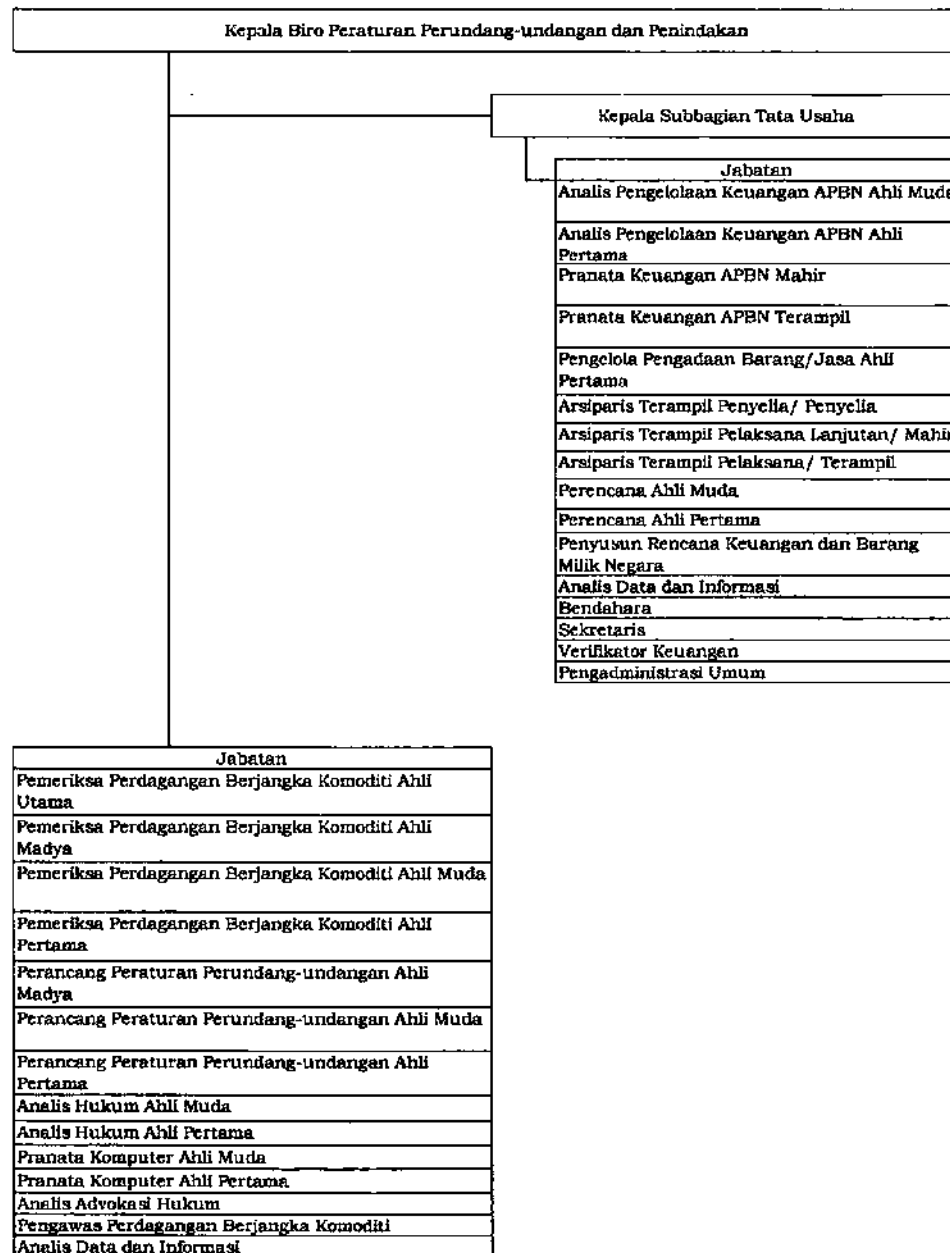 Kepala Biro Peraturan Perundang-undangan dan Penindakan
Kepala Subbagian Tata Usaha
Jabatan
Analis Pengelolaan Keuangan APBN Ahli Muda
Analis Pengelolaan Keuangan APBN Ahli
Pertama
Pranata Keuangan APBN Mahir
Pranata Keuangan APBN Terampil
Pengelola Pengadaan Barang/Jasa Ahli
Pertama
Arsiparis Terampil Penyelia/ Penyelia
Arsiparis Terampil Pelaksana Lanjutan/ Mahir
Arsiparis Terampil Pelaksana/ Terampil
Perencana Ahli Muda
Perencana Ahli Pertama
Penyusun Rencana Keuangan dan Barang
Milik Negara
Analis Data dan Informasi
Bendahara
Sekretaris
Verifikator Keuangan
Pengadministrasi Umum
Jabatan
Pemeriksa Perdagangan Berjangka Komoditi Ahli
Utama
Pemeriksa Perdagangan Berjangka Komoditi Ahli
Madya
Pemeriksa Perdagangan Berjangka Komoditi Ahli Muda
Pemeriksa Perdagangan Berjangka Komoditi Ahli
Pertama
Perancang Peraturan Perundang-undangan Ahli
Madya
Perancang Peraturan Perundang-undangan Ahli Muda
Perancang Peraturan Perundang-undangan Ahli
Pertama
Analis Hukum Ahli Muda
Analis Hukum Ahli Pertama
Pranata Komputer Ahli Muda
Pranata Komputer Ahli Pertama
Analis Advokasi Hukum
Pengawas Perdagangan Berjangka Komoditi
Analis Data dan Informasi